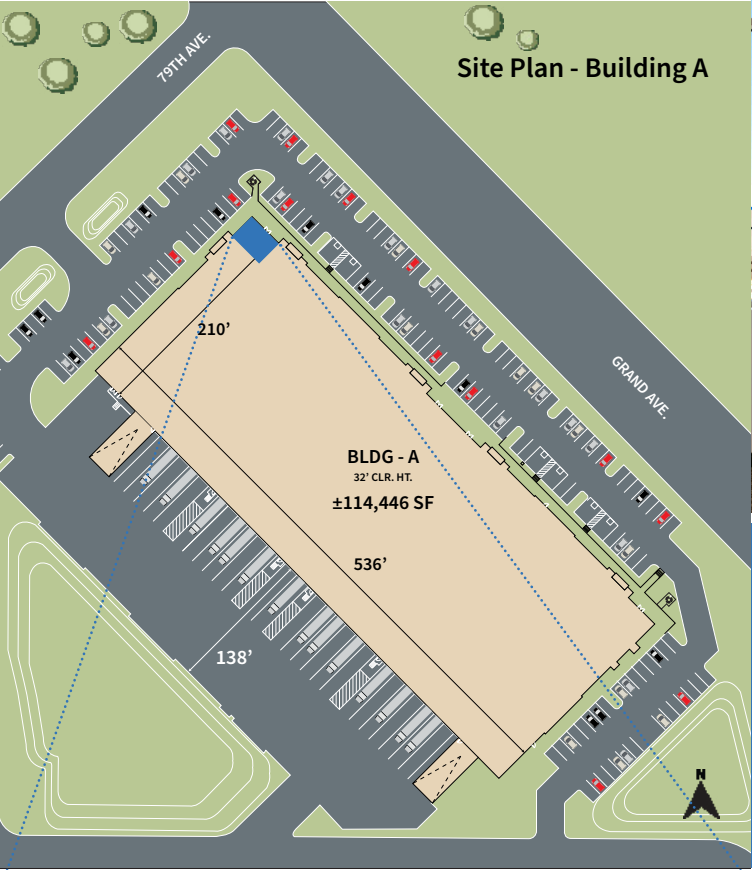 79TH AVE.
Site Plan - Building A
210’
GRAND AVE.
BLDG - A
32’ CLR. HT.
±114,446 SF
536’
138’
N